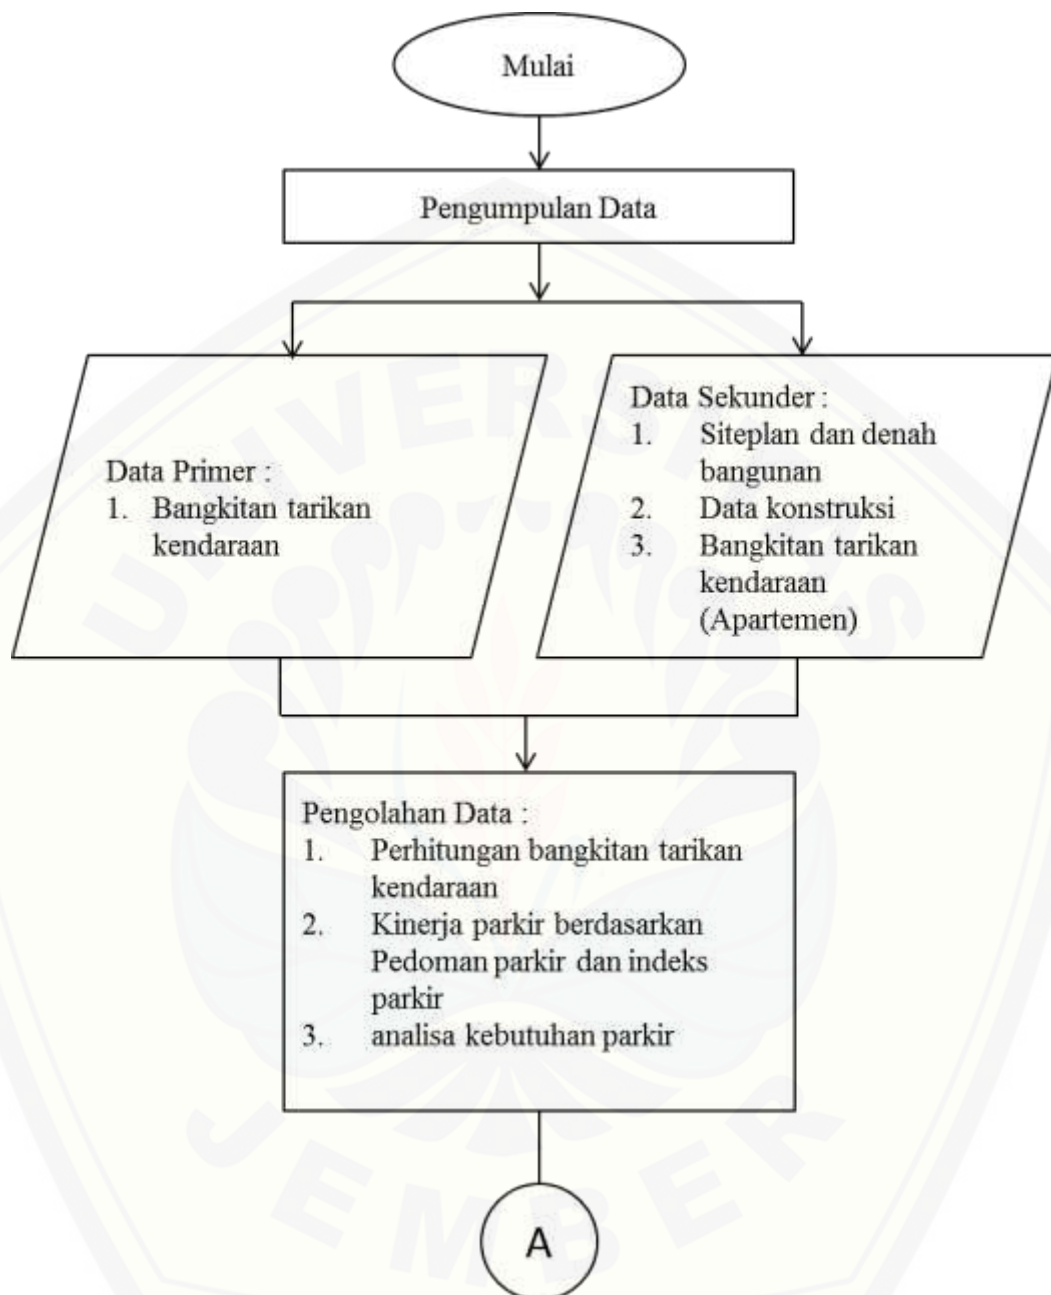 Mulai
Pengumpulan Data
Data Primer :
1. Bangkitan tarikan
kendaraan
Data Sekunder :
1. Siteplan dan denah
bangunan
2. Data konstruksi
3. Bangkitan tarikan
kendaraan
(Apartemen)
Pengolahan Data :
1. Perhitungan bangkitan tarikan
kendaraan
2. Kinerja parkir berdasarkan
Pedoman parkir dan indeks
parkir
3. analisa kebutuhan parkir
A
UNIVERSITAS
JEMBER